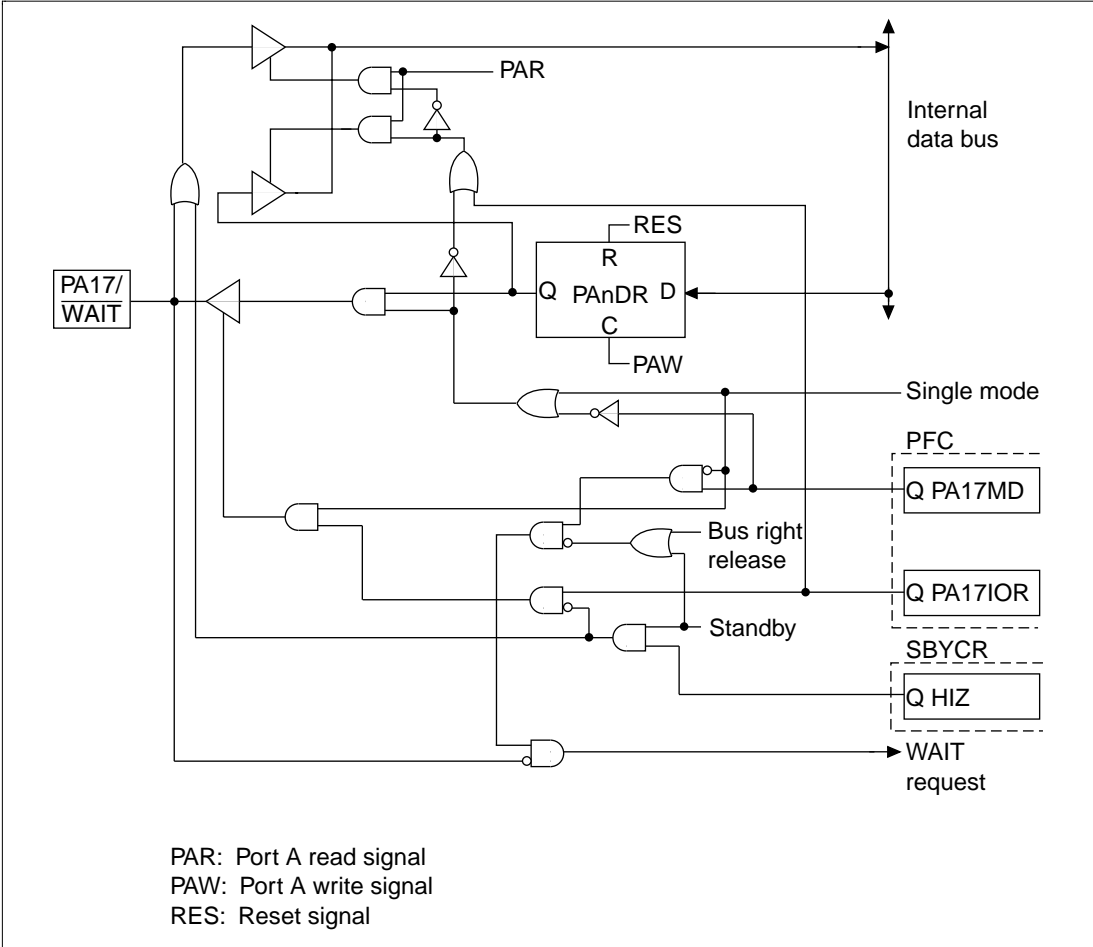 PAR
Internal
data bus
RES
R
PA17/
WAIT
Q PAnDR D
C
PAW
Single mode
PFC
Q PA17MD
Bus right
release
Q PA17IOR
Standby
SBYCR
Q HIZ
WAIT
request
PAR: Port A read signal
PAW: Port A write signal
RES: Reset signal